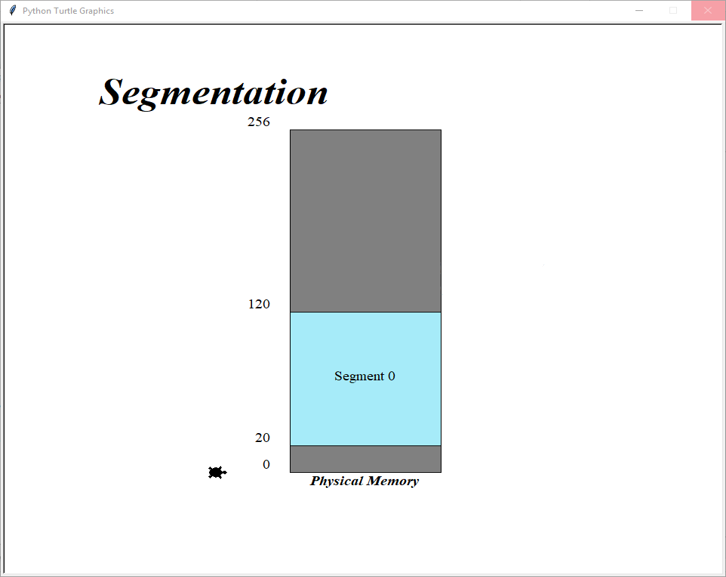 Python Turtle Graphics
Segmentation
256
120
Segment 0
20
0
Physical Memory